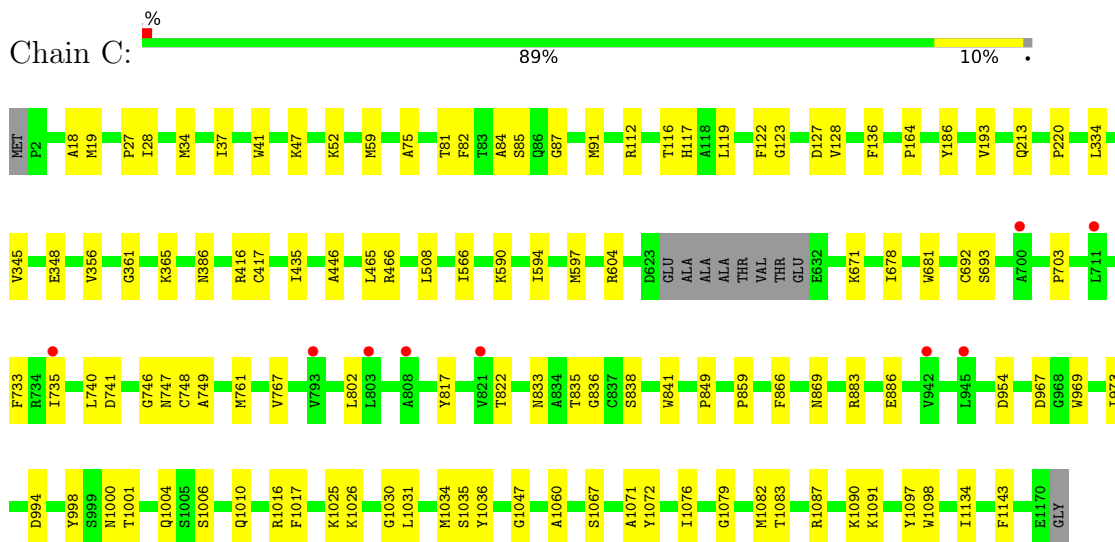 %
Chain C:
89%
10%
MET P2 A18 M19 P27 I28 M34 I37 W41 K47 K52 M59 A75 T81 F82 T83 A84 S85 Q86 G87 M91 R112 T116 H117 A118 L119 F122 G123 D127 V128 F136 P164 Y186 V193 Q213 P220 L334
V345 E348 V356 G361 K365 N386 R416 C417 I435 A446 L465 R466 L508 I566 K590 I594 M597 R604 D623 GLU ALA ALA ALA THR VAL THR GLU E632 K671 I678 W681 C692 S693 A700 P703 L711
F733 R734 I735 L740 D741 G746 N747 C748 A749 M761 V767 V793 L802 L803 A808 Y817 V821 T822 N833 A834 T835 G836 C837 S838 W841 P849 P859 F866 N869 R883 E886 V942 L945 D954 D967 G968 W969 I973
D994 Y998 S999 N1000 T1001 Q1004 S1005 S1006 Q1010 R1016 F1017 K1025 K1026 G1030 L1031 M1034 S1035 Y1036 G1047 A1060 S1067 A1071 Y1072 I1076 G1079 M1082 T1083 R1087 K1090 K1091 Y1097 W1098 I1134 F1143 E1170 GLY